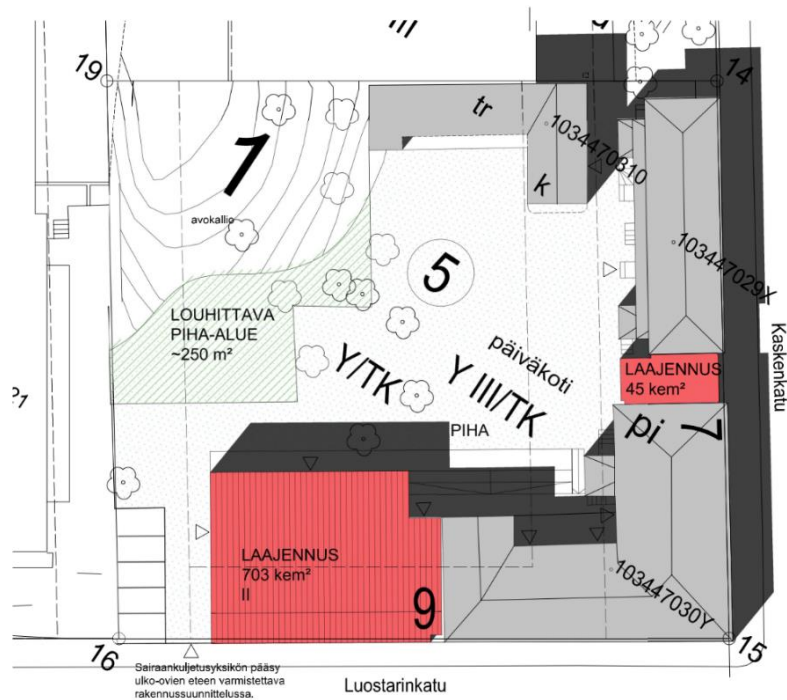 III
19
14
tr
1034470310
k
1
avokallio
5
103447029X
LOUHITTAVA
PIHA-ALUE
~250 m²
päiväkoti
Y/TK
Y III/TK
LAAJENNUS
45 kem²
Kaskenkatu
PIHA
pi
7
LAAJENNUS
703 kem²
II
9
103447030Y
16
15
Sairaankuljetusyksikön pääsy
ulko-ovien eteen varmistettava
rakennussuunnittelussa.
Luostarinkatu